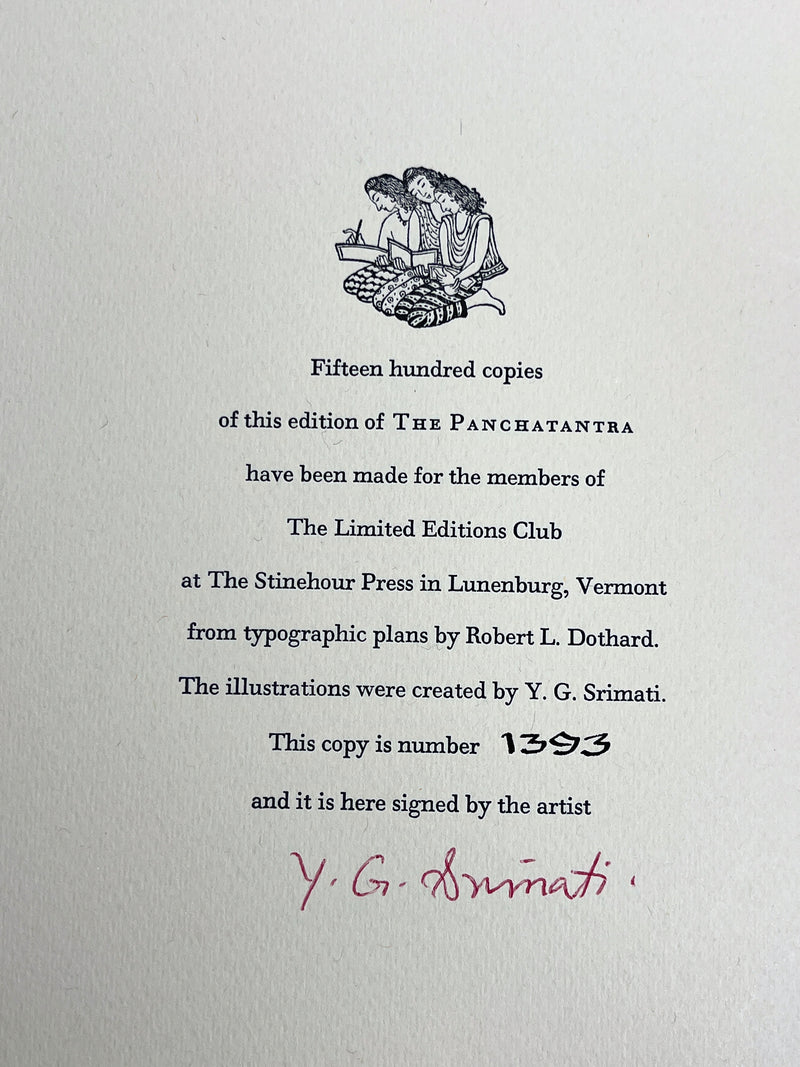 Fifteen hundred copies
of this edition of THE PANCHATANTRA
have been made for the members of
The Limited Editions Club
at The Stinehour Press in Lunenburg, Vermont
from typographic plans by Robert L. Dothard.
The illustrations were created by Y. G. Srimati.
This copy is number 1393
and it is here signed by the artist
Y. G. Srimati.